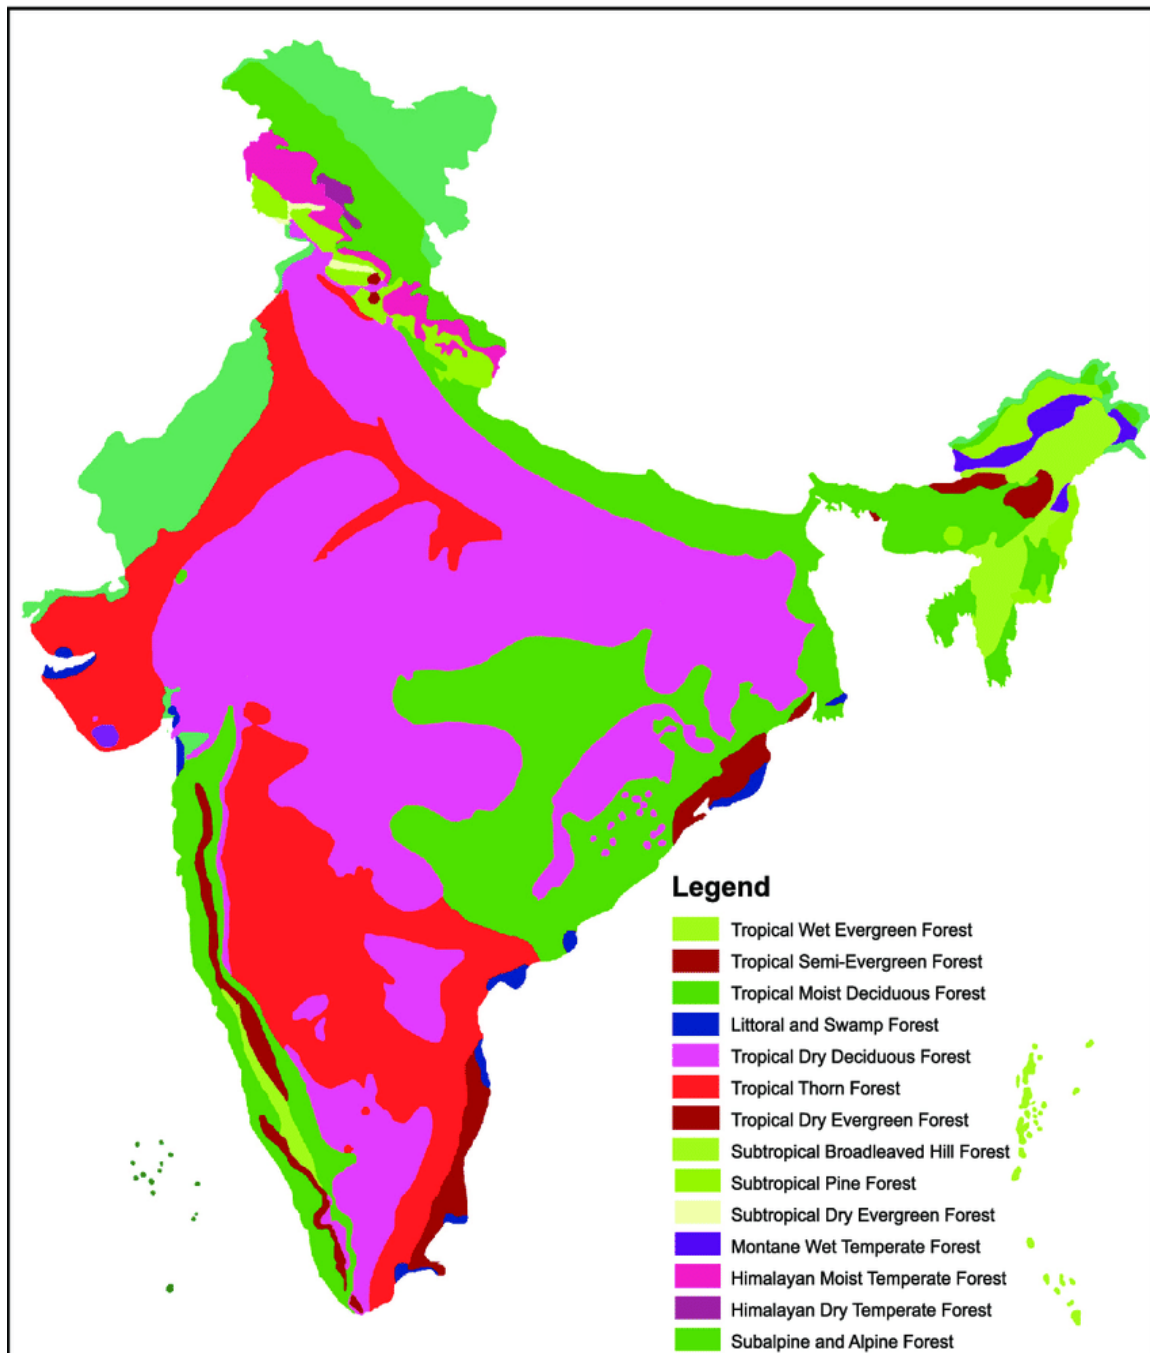 Legend
Tropical Wet Evergreen Forest
Tropical Semi-Evergreen Forest
Tropical Moist Deciduous Forest
Littoral and Swamp Forest
Tropical Dry Deciduous Forest
Tropical Thorn Forest
Tropical Dry Evergreen Forest
Subtropical Broadleaved Hill Forest
Subtropical Pine Forest
Subtropical Dry Evergreen Forest
Montane Wet Temperate Forest
Himalayan Moist Temperate Forest
Himalayan Dry Temperate Forest
Subalpine and Alpine Forest